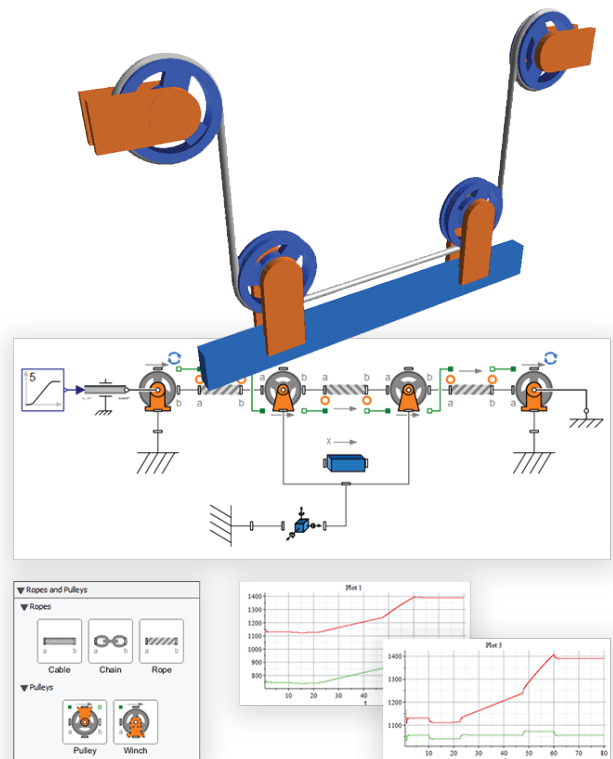 5
b a b a b a b a b a
a b a b a b
X
Ropes and Pulleys
Ropes
a b a b a b
Cable Chain Rope
Pulleys
Pulley Winch
Plot 1
1400
1300
1200
1100
1000
900
800
10 20 30 40
t
Plot 3
1400
1300
1200
1100
10 20 30 40 50 60 70 80